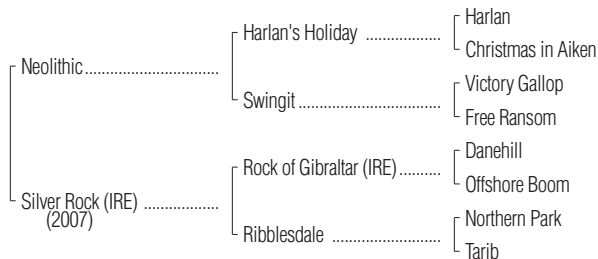 Harlan
Harlan's Holiday ..................
Christmas in Aiken
Neolithic................................
Victory Gallop
Swingit..................................
Free Ransom
Danehill
Rock of Gibraltar (IRE)..........
Offshore Boom
Silver Rock (IRE) ..................
(2007)
Northern Park
Ribblesdale ..........................
Tarib